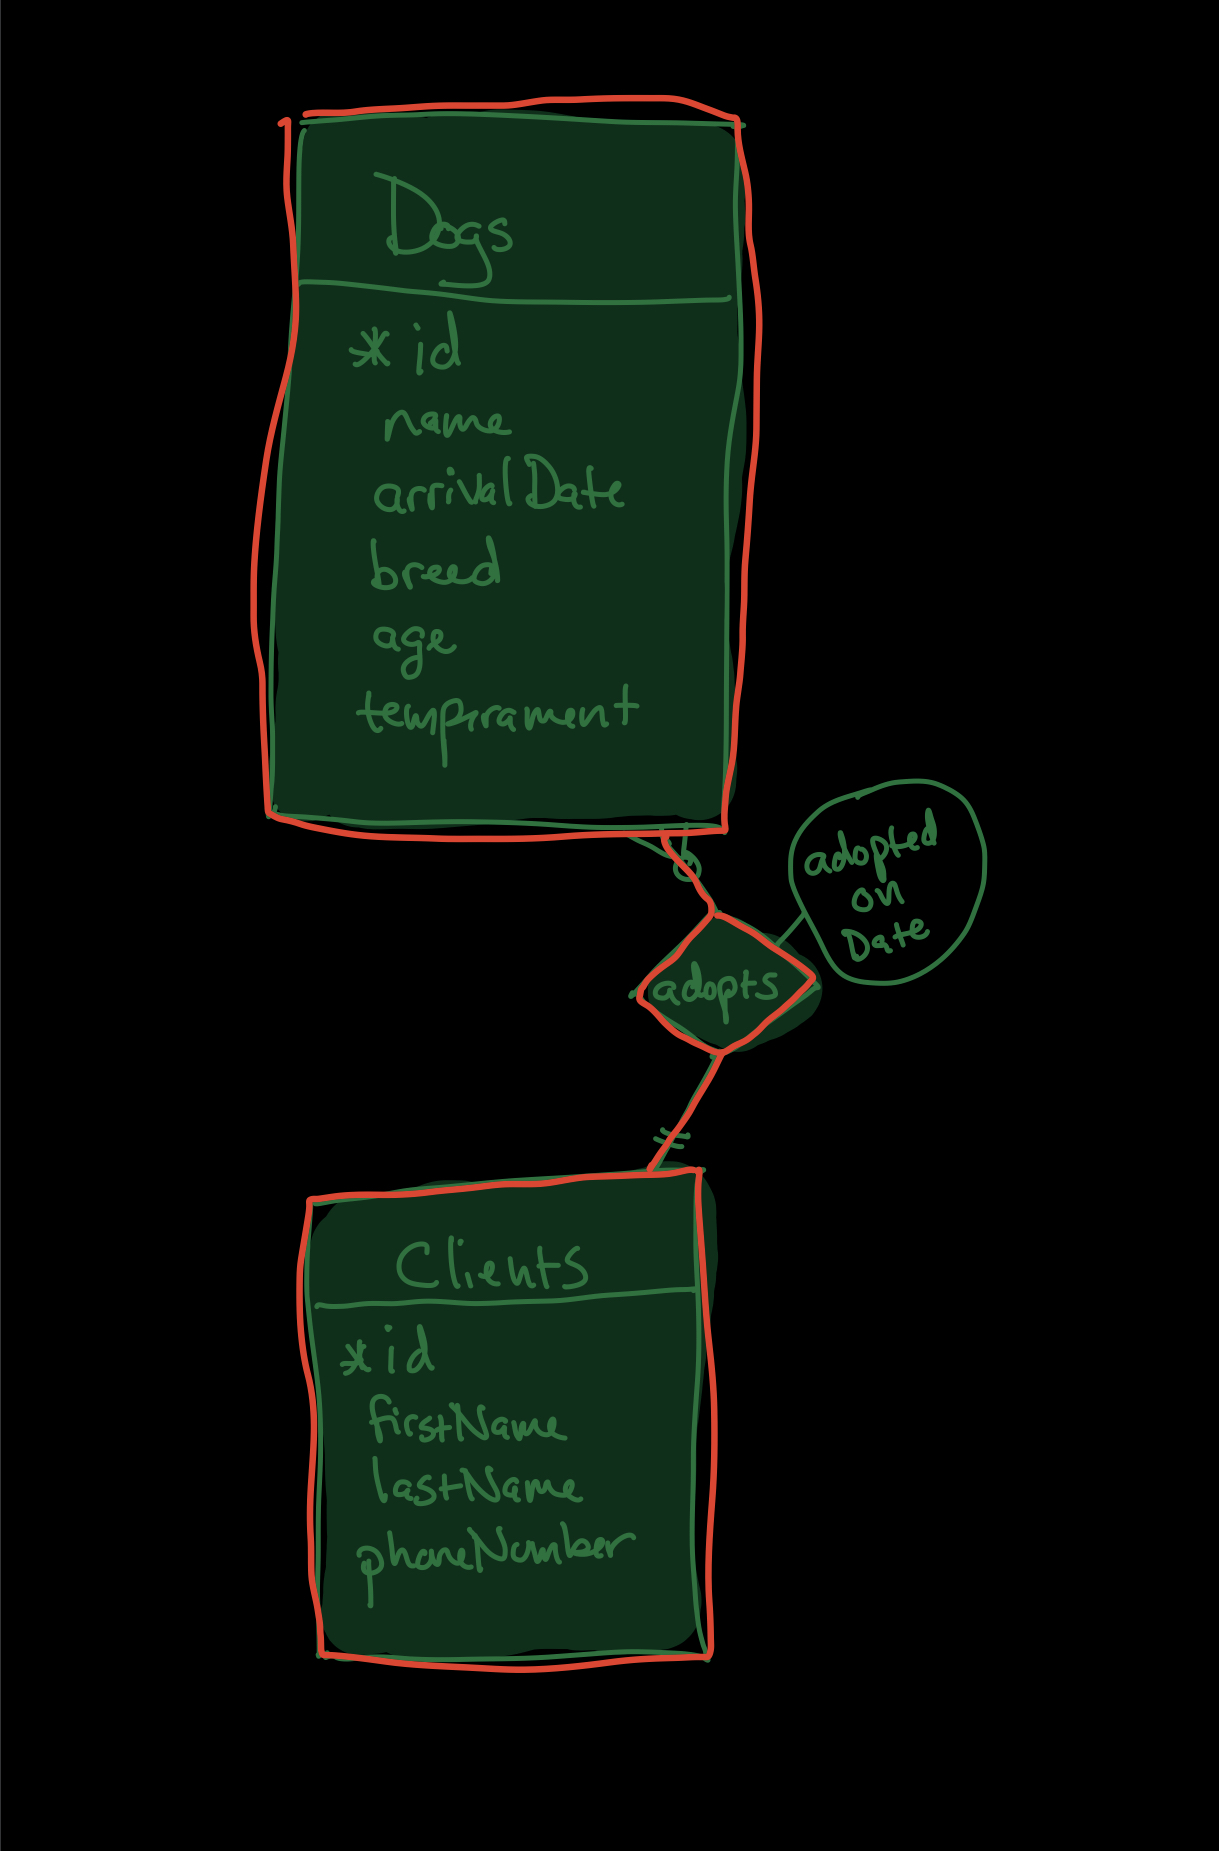 Dogs
* id
name
arrivalDate
breed
age
temprament
adopted
on
Date
adopts
Clients
* id
firstName
lastName
phoneNumber